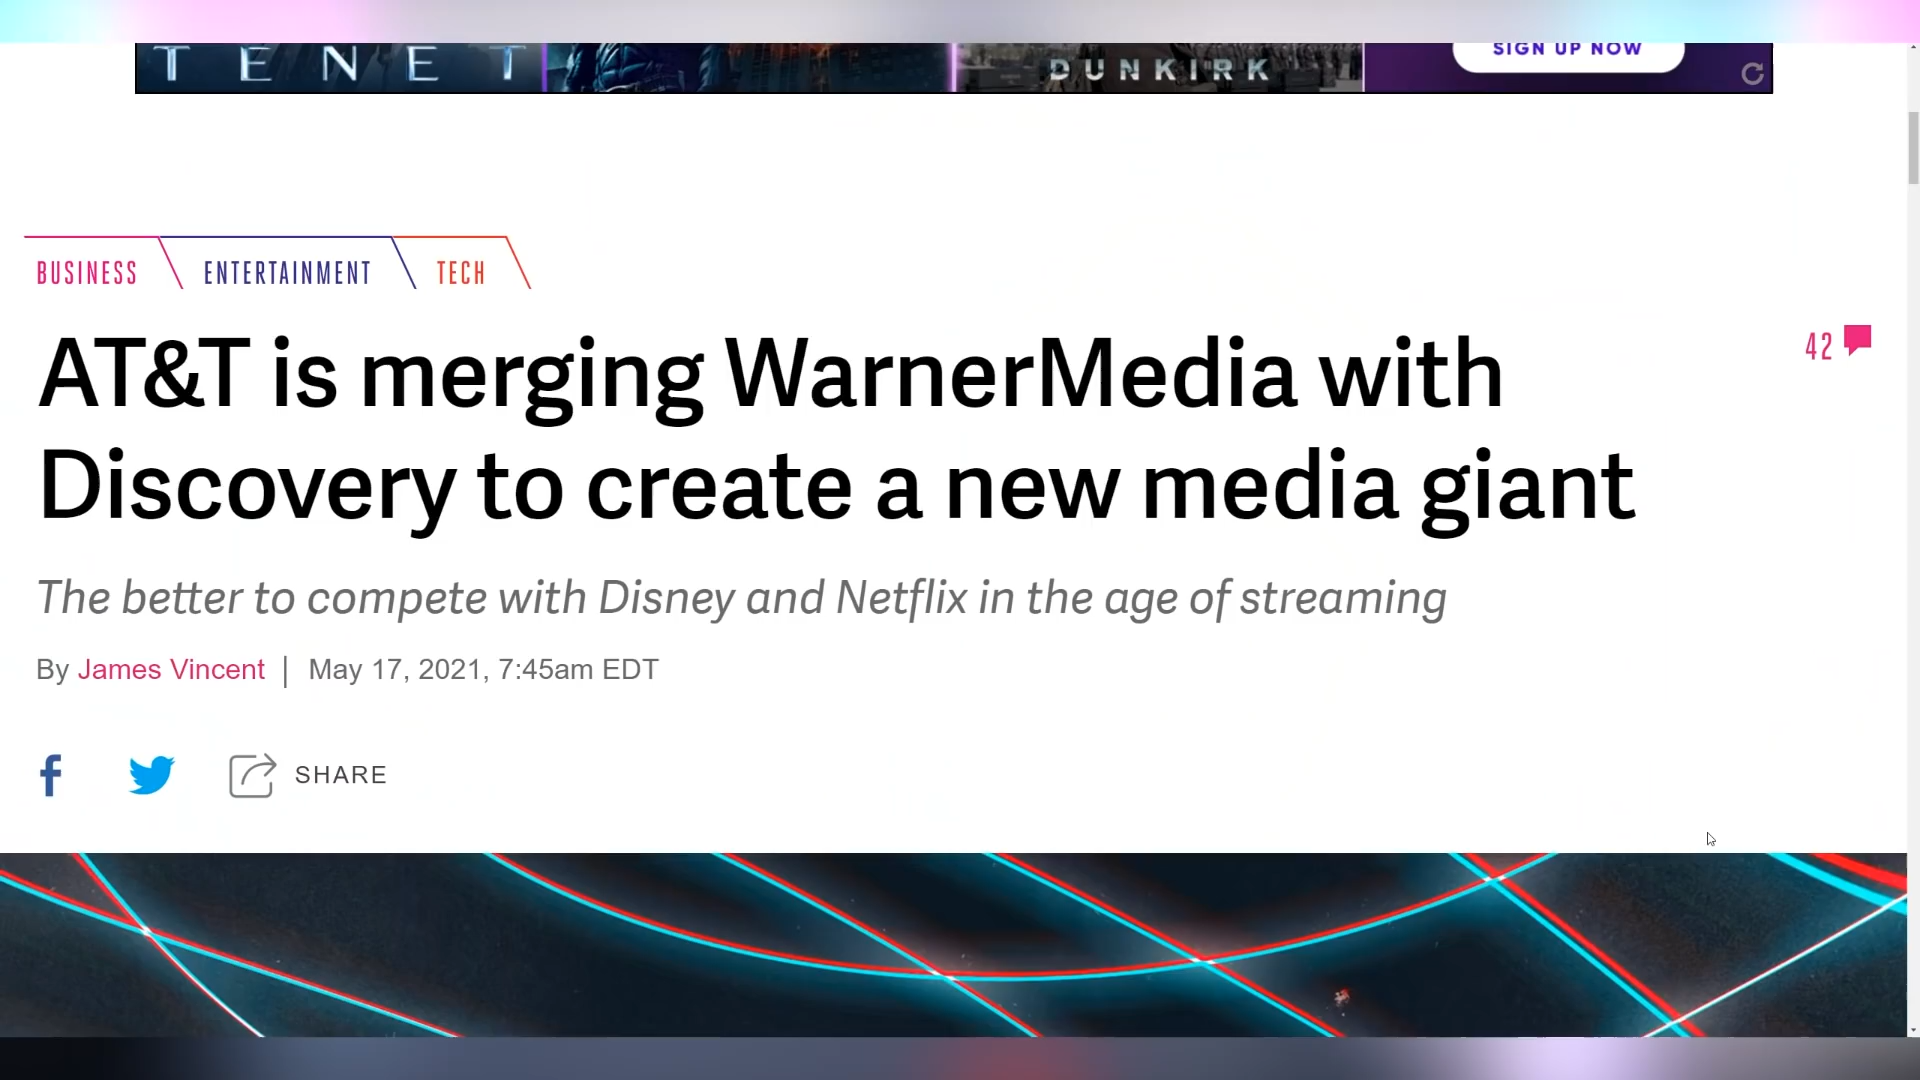 TENET
DUNKIRK
SIGN UP NOW
BUSINESS
ENTERTAINMENT
TECH
AT&T is merging WarnerMedia with
Discovery to create a new media giant
42
The better to compete with Disney and Netflix in the age of streaming
By James Vincent | May 17, 2021, 7:45am EDT
SHARE